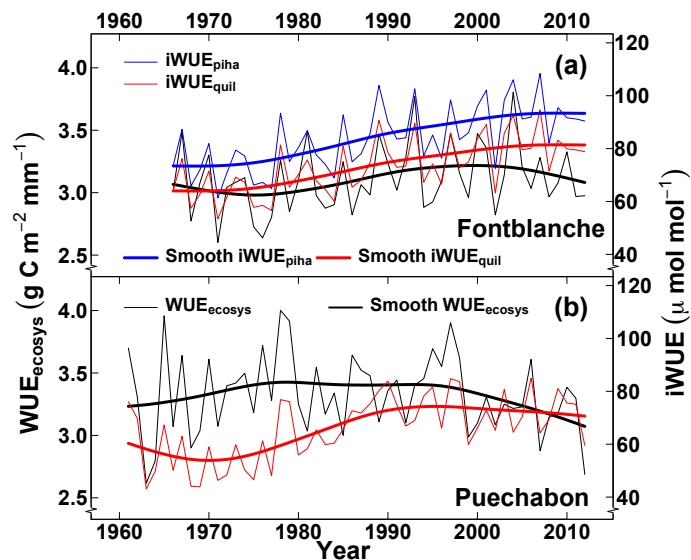 1960 1970 1980 1990 2000 2010
iWUEpiha
iWUEquil
(a)
4.0
3.5
3.0
2.5
120
100
80
60
40
Fontblanche
Smooth iWUEpiha Smooth iWUEquil
WUEecosys (g C m−2 mm−1)
iWUE (μ mol mol−1)
WUEecosys Smooth WUEecosys (b)
4.0
3.5
3.0
2.5
100
80
60
40
Puechabon
1960 1970 1980 1990 2000 2010
Year